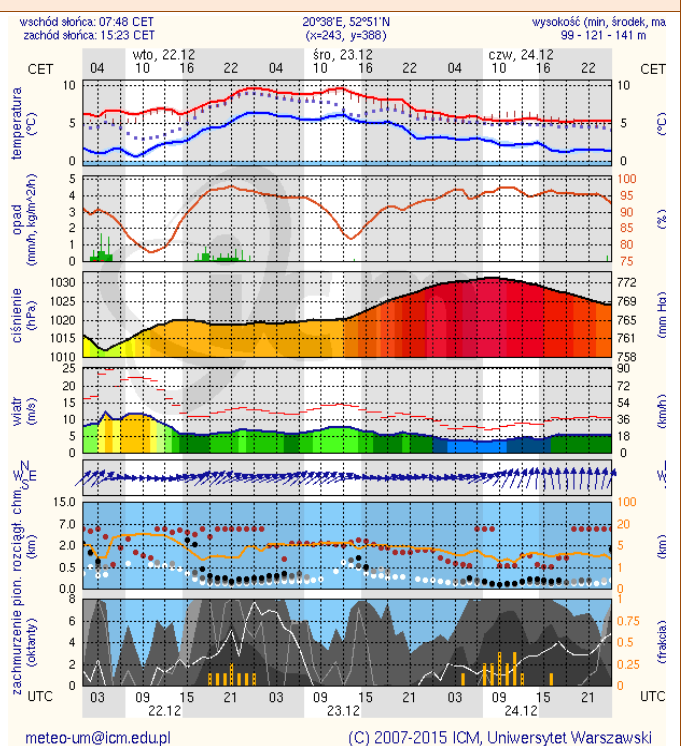 wschód słońca: 07:48 CET 20°38'E, 52°51'N wysokość (min, środek, ma
zachód słońca: 15:23 CET (x=243, y=388) 99 - 121 - 141 m
wto, 22.12 śro, 23.12 czw, 24.12
CET 04 10 16 22 04 10 16 22 04 10 16 22 CET
temperatura (°C)
10 5 0
10 5 0
(°C)
opad (mm/h, kg/m^2/h)
5 4 3 2 1 0
100 95 90 85 80 75
(%)
ciśnienie (hPa)
1030 1025 1020 1015 1010
772 769 765 761 758
(mm Hg)
wiatr (m/s)
25 20 15 10 5 0
90 72 54 36 18 0
(km/h)
N W E S
W
zachmurzenie pion. rozciągł. chm.
(km)
15.0 7.0 2.0 0.5 0.0
100 20 5 1 0
(km)
(oktanty)
8 6 4 2 0
1 0.75 0.5 0.25 0
(frakcja)
UTC 03 09 15 21 03 09 15 21 03 09 15 21 UTC
22.12 23.12 24.12
icm
meteo-um@icm.edu.pl (C) 2007-2015 ICM, Uniwersytet Warszawski